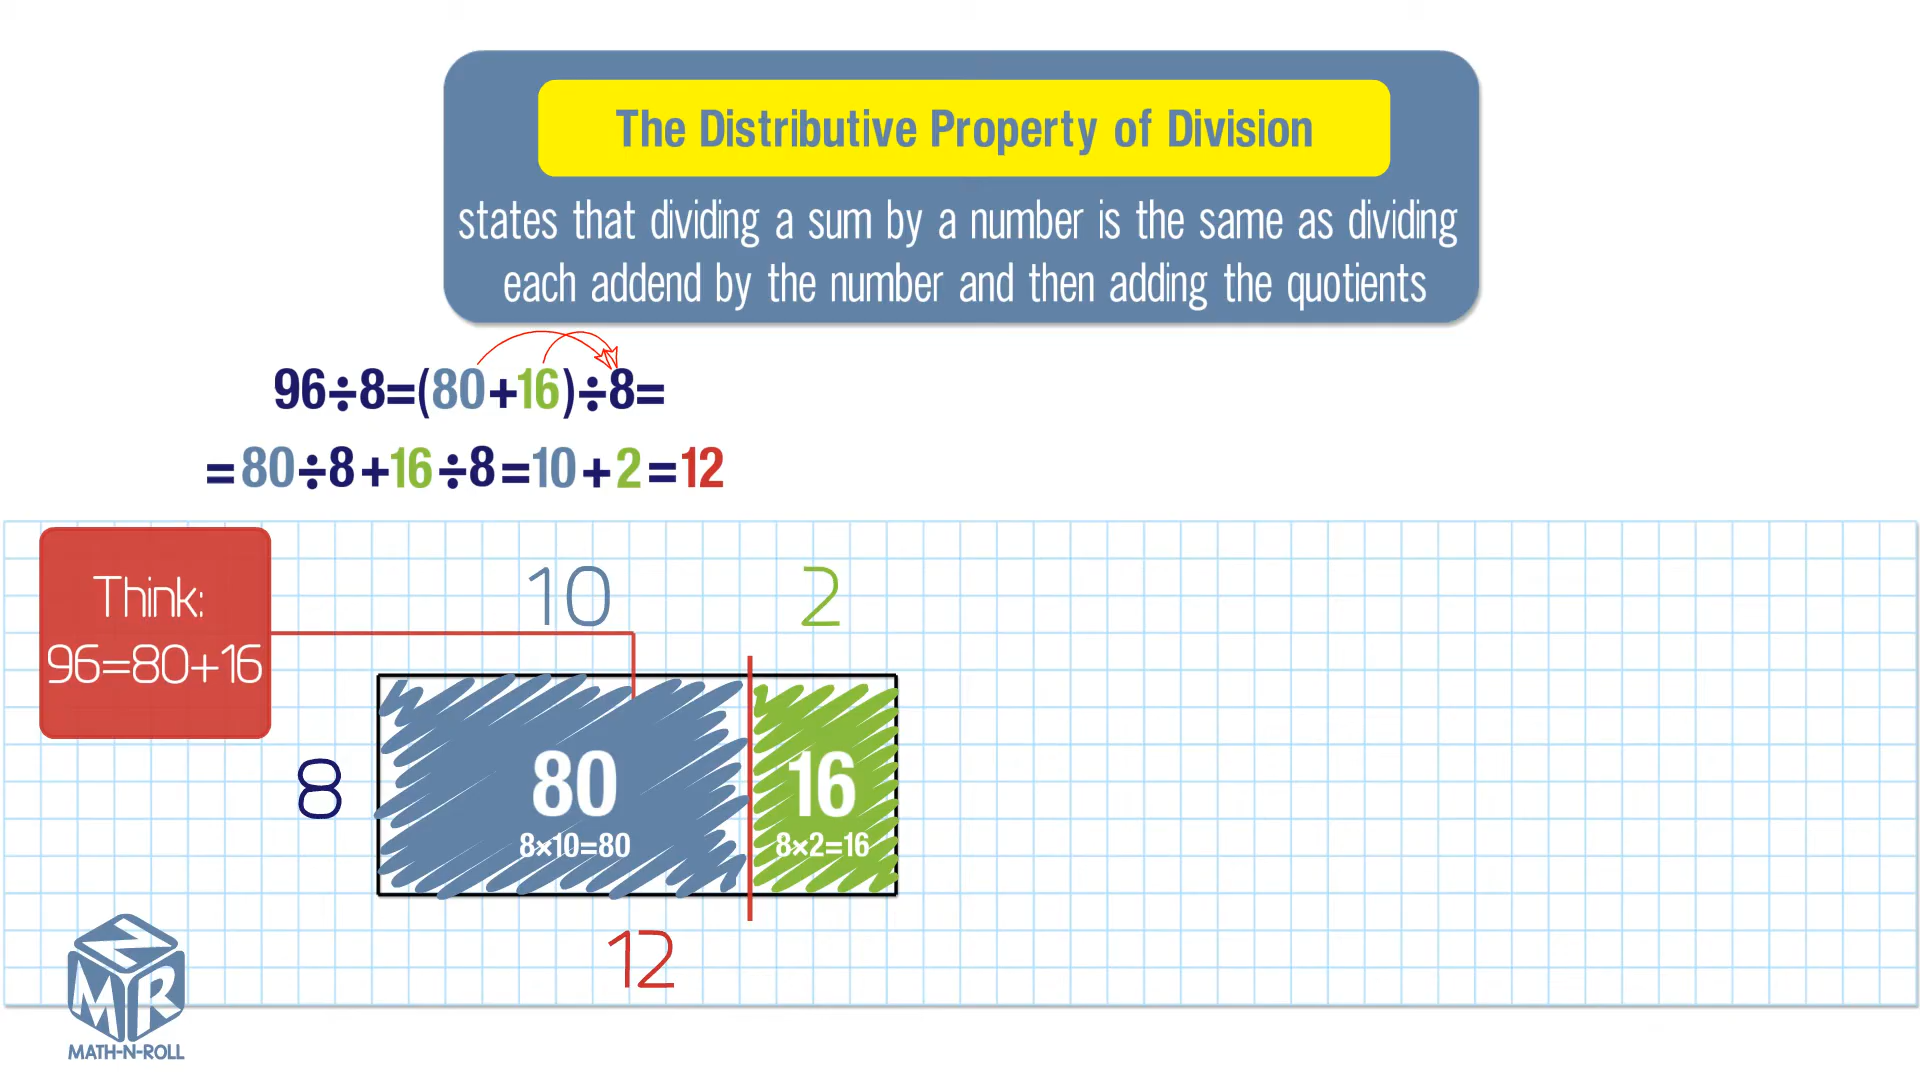 The Distributive Property of Division
states that dividing a sum by a number is the same as dividing
each addend by the number and then adding the quotients
96÷8=(80+16)÷8=
=80÷8+16÷8=10+2=12
Think:
96=80+16
10
2
8
80
16
8×10=80
8×2=16
12
MNR
MATH-N-ROLL